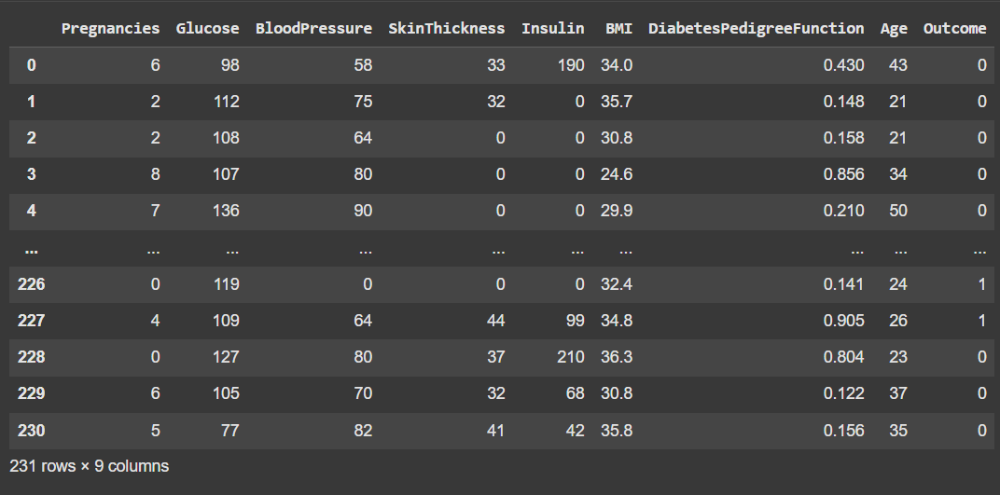 Pregnancies Glucose BloodPressure SkinThickness Insulin BMI DiabetesPedigreeFunction Age Outcome
0 6 98 58 33 190 34.0 0.430 43 0
1 2 112 75 32 0 35.7 0.148 21 0
2 2 108 64 0 0 30.8 0.158 21 0
3 8 107 80 0 0 24.6 0.856 34 0
4 7 136 90 0 0 29.9 0.210 50 0
... ... ... ... ... ... ... ... ... ...
226 0 119 0 0 0 32.4 0.141 24 1
227 4 109 64 44 99 34.8 0.905 26 1
228 0 127 80 37 210 36.3 0.804 23 0
229 6 105 70 32 68 30.8 0.122 37 0
230 5 77 82 41 42 35.8 0.156 35 0
231 rows × 9 columns